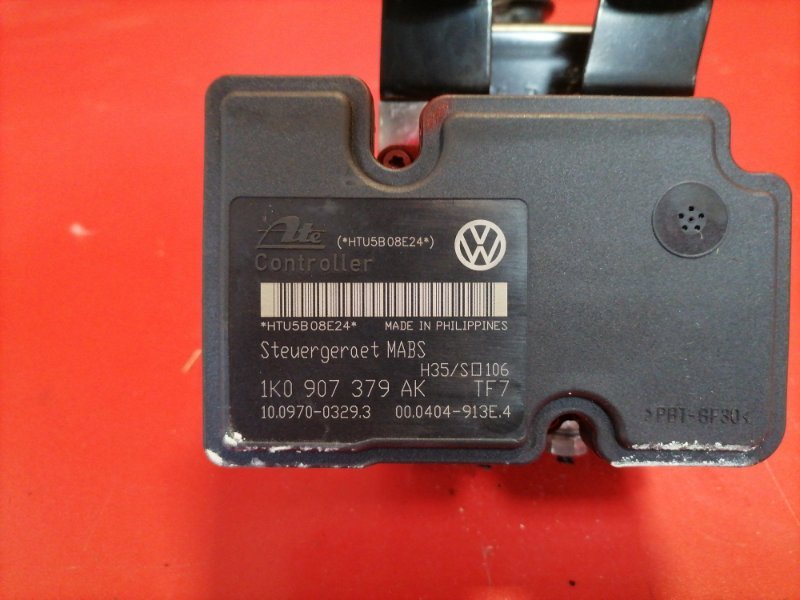 Ate (*HTU5B08E24*)
Controller
*HTU5B08E24* MADE IN PHILIPPINES
Steuergeraet MABS
H35/S□106
1K0 907 379 AK TF7
10.0970-0329.3 00.0404-913E.4
>PBT-GF30<